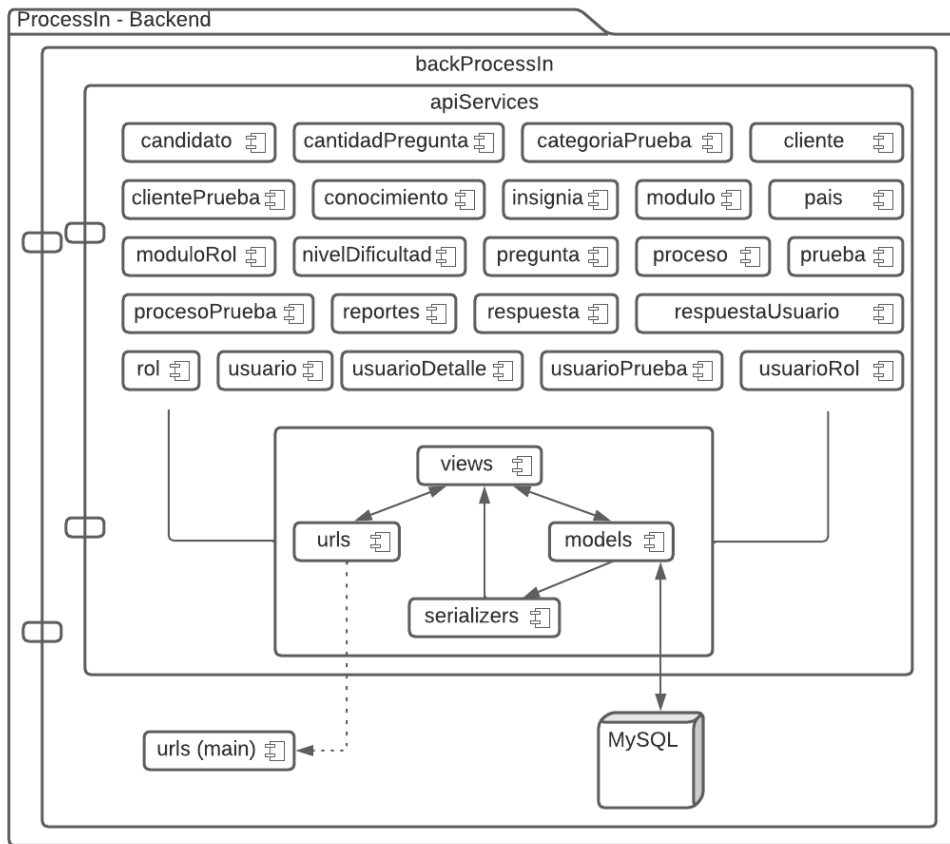 ProcessIn - Backend
backProcessIn
apiServices
candidato
cantidadPregunta
categoriaPrueba
cliente
clientePrueba
conocimiento
insignia
modulo
pais
moduloRol
nivelDificultad
pregunta
proceso
prueba
procesoPrueba
reportes
respuesta
respuestaUsuario
rol
usuario
usuarioDetalle
usuarioPrueba
usuarioRol
views
urls
models
serializers
urls (main)
MySQL